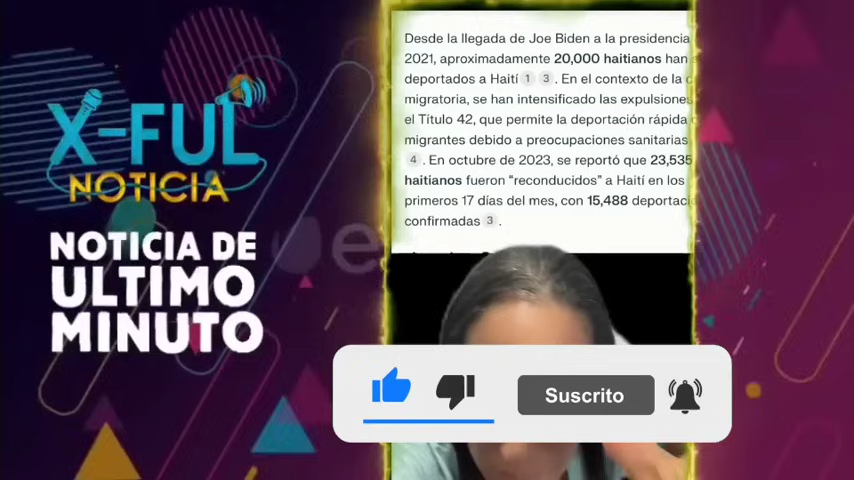 X-FUL
NOTICIA
NOTICIA DE
ULTIMO
MINUTO
Desde la llegada de Joe Biden a la presidencia
2021, aproximadamente 20,000 haitianos han
deportados a Haití 1 3 . En el contexto de la
migratoria, se han intensificado las expulsiones
el Título 42, que permite la deportación rápida
migrantes debido a preocupaciones sanitarias
4 . En octubre de 2023, se reportó que 23,535
haitianos fueron "reconducidos" a Haití en los
primeros 17 días del mes, con 15,488
confirmadas 3 .
Suscrito